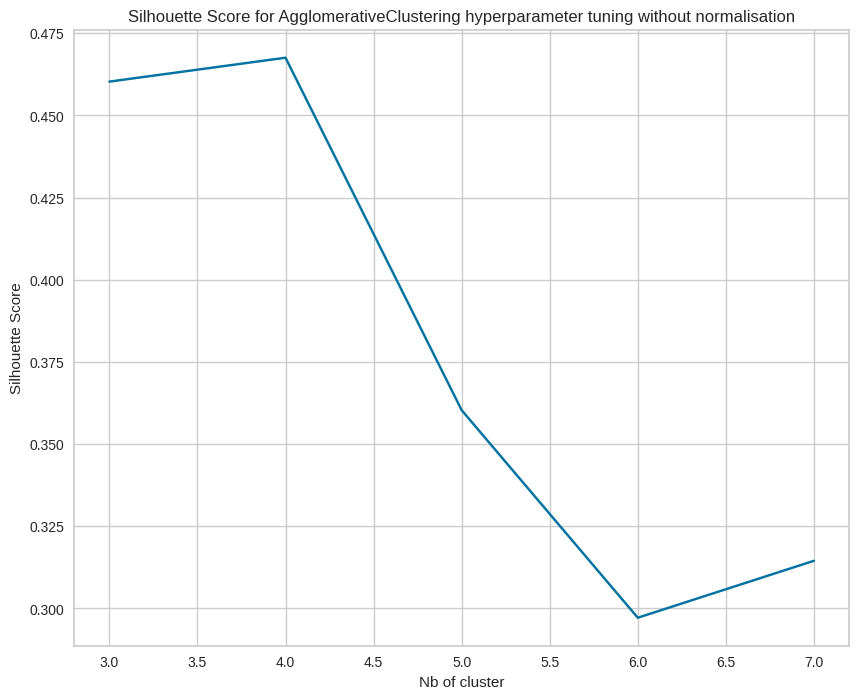 Silhouette Score for AgglomerativeClustering hyperparameter tuning without normalisation
0.475
0.450
0.425
0.400
0.375
0.350
0.325
0.300
Silhouette Score
3.0 3.5 4.0 4.5 5.0 5.5 6.0 6.5 7.0
Nb of cluster